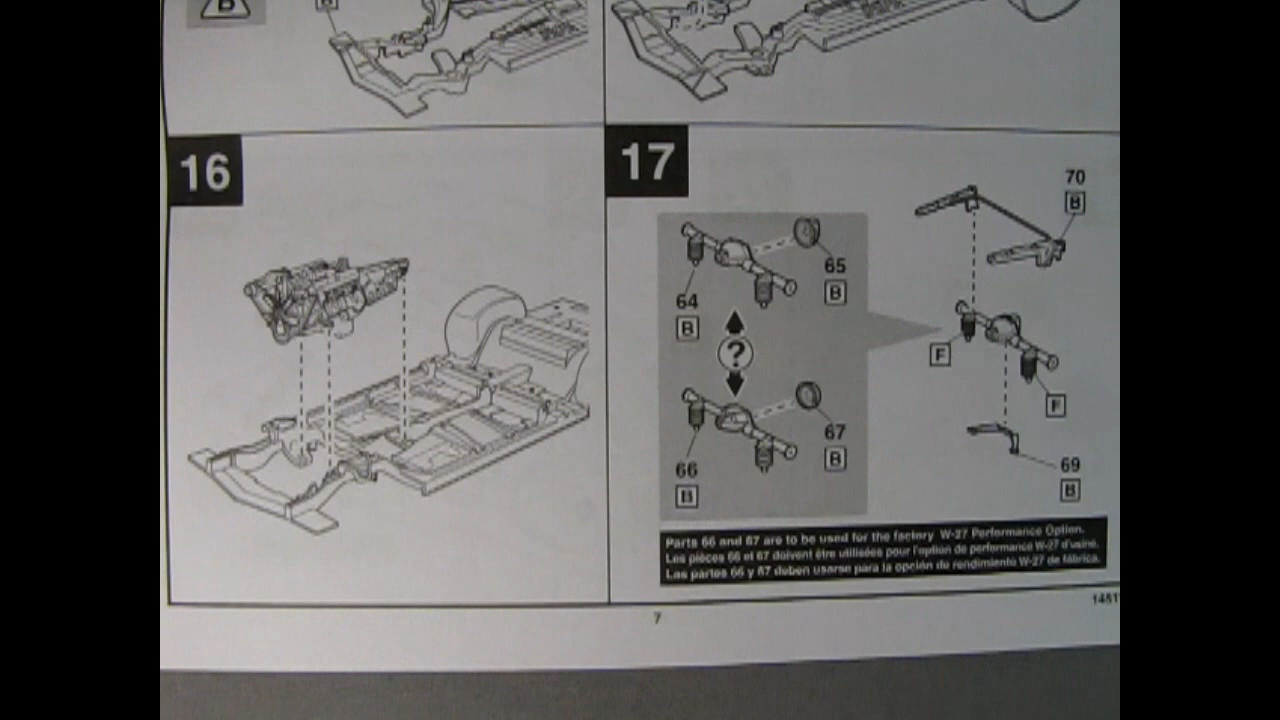 B
B
16
17
70
B
65
B
64
B
?
F
F
67
B
66
B
69
B
Parts 66 and 67 are to be used for the factory W-27 Performance Option.
Les pièces 66 et 67 doivent être utilisées pour l'option de performance W-27 d'usine.
Las partes 66 y 67 deben usarse para la opción de rendimiento W-27 de fábrica.
7